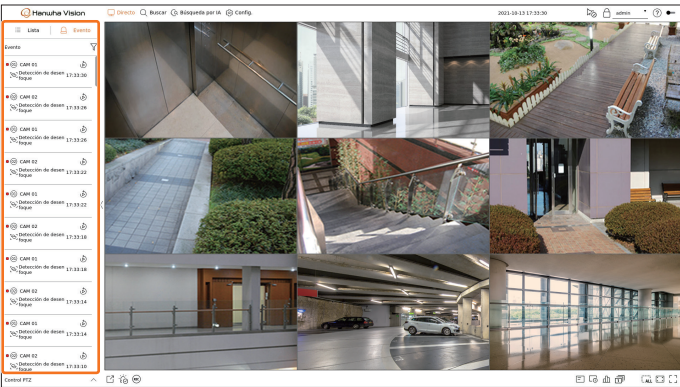 Hanwha Vision
Directo Buscar Búsqueda por IA Config.
2021-10-13 17:33:30
admin
Lista Evento
Evento
CAM 01
Detección de desen
foque
17:33:30
CAM 02
Detección de desen
foque
17:33:26
CAM 01
Detección de desen
foque
17:33:26
CAM 02
Detección de desen
foque
17:33:22
CAM 01
Detección de desen
foque
17:33:22
CAM 02
Detección de desen
foque
17:33:18
CAM 01
Detección de desen
foque
17:33:18
CAM 02
Detección de desen
foque
17:33:14
CAM 01
Detección de desen
foque
17:33:14
CAM 02
Detección de desen
foque
17:33:10
Control PTZ
ALL